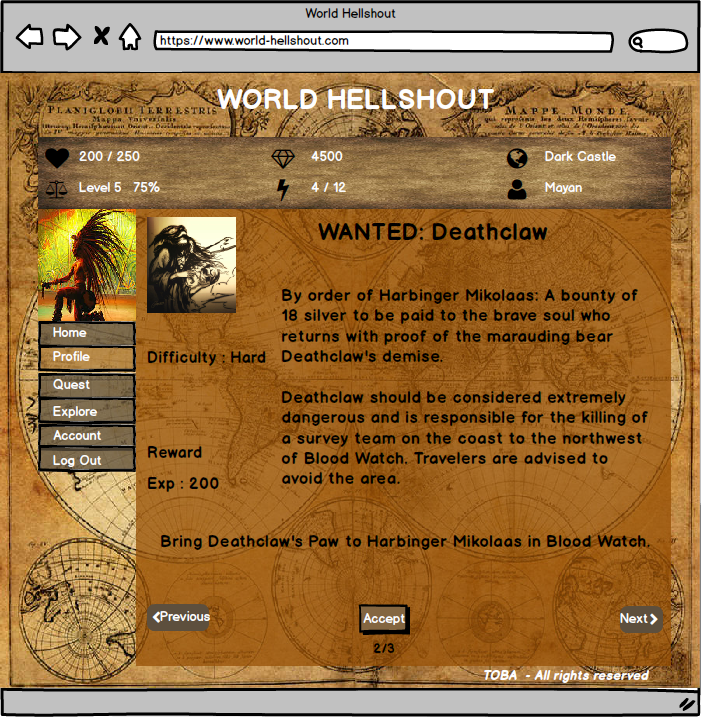 World Hellshout
https://www.world-hellshout.com
WORLD HELLSHOUT
PLANIGLOBII TERRESTRIS
MAPPE MONDE
200 / 250
4500
Dark Castle
Level 5 75%
4 / 12
Mayan
WANTED: Deathclaw
By order of Harbinger Mikolaas: A bounty of
18 silver to be paid to the brave soul who
returns with proof of the marauding bear
Deathclaw's demise.
Home
Profile
Quest
Explore
Account
Log Out
Difficulty : Hard
Deathclaw should be considered extremely
dangerous and is responsible for the killing of
a survey team on the coast to the northwest
of Blood Watch. Travelers are advised to
avoid the area.
Reward
Exp : 200
Bring Deathclaw's Paw to Harbinger Mikolaas in Blood Watch.
Previous
Accept
Next
2/3
TOBA - All rights reserved